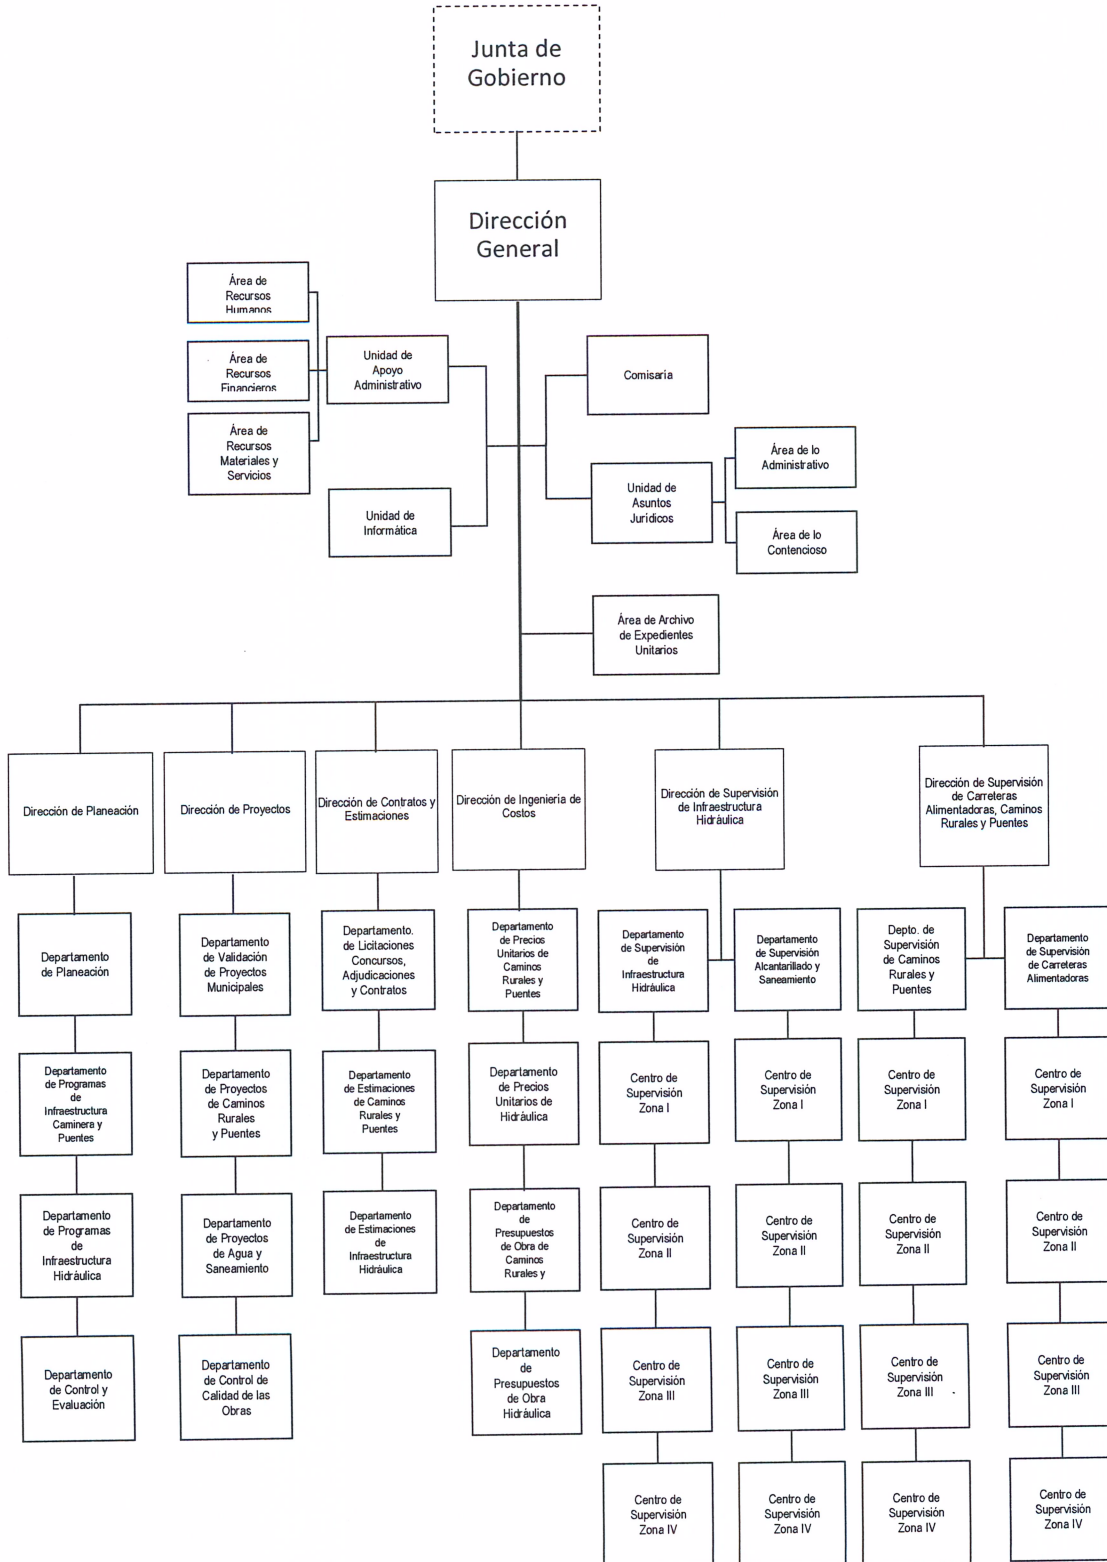 Junta de
Gobierno
Dirección
General
Área de
Recursos
Humanos
Área de
Recursos
Financieros
Área de
Recursos
Materiales y
Servicios
Unidad de
Apoyo
Administrativo
Unidad de
Informática
Comisaria
Unidad de
Asuntos
Jurídicos
Área de lo
Administrativo
Área de lo
Contencioso
Área de Archivo
de Expedientes
Unitarios
Dirección de Planeación
Dirección de Proyectos
Dirección de Contratos y
Estimaciones
Dirección de Ingeniería de
Costos
Dirección de Supervisión
de Infraestructura
Hidráulica
Dirección de Supervisión
de Carreteras
Alimentadoras, Caminos
Rurales y Puentes
Departamento
de Planeación
Departamento
de Validación
de Proyectos
Municipales
Departamento.
de Licitaciones
Concursos,
Adjudicaciones
y Contratos
Departamento
de Precios
Unitarios de
Caminos
Rurales y
Puentes
Departamento
de Supervisión
de
Infraestructura
Hidráulica
Departamento
de Supervisión
Alcantarillado y
Saneamiento
Depto. de
Supervisión
de Caminos
Rurales y
Puentes
Departamento
de Supervisión
de Carreteras
Alimentadoras
Departamento
de Programas
de
Infraestructura
Caminera y
Puentes
Departamento
de Proyectos
de Caminos
Rurales
y Puentes
Departamento
de Estimaciones
de Caminos
Rurales y
Puentes
Departamento
de Precios
Unitarios de
Hidráulica
Centro de
Supervisión
Zona I
Centro de
Supervisión
Zona I
Centro de
Supervisión
Zona I
Centro de
Supervisión
Zona I
Departamento
de Programas
de
Infraestructura
Hidráulica
Departamento
de Proyectos
de Agua y
Saneamiento
Departamento
de Estimaciones
de
Infraestructura
Hidráulica
Departamento
de
Presupuestos
de Obra de
Caminos
Rurales y
Centro de
Supervisión
Zona II
Centro de
Supervisión
Zona II
Centro de
Supervisión
Zona II
Centro de
Supervisión
Zona II
Departamento
de Control y
Evaluación
Departamento
de Control de
Calidad de las
Obras
Departamento
de
Presupuestos
de Obra
Hidráulica
Centro de
Supervisión
Zona III
Centro de
Supervisión
Zona III
Centro de
Supervisión
Zona III
Centro de
Supervisión
Zona III
Centro de
Supervisión
Zona IV
Centro de
Supervisión
Zona IV
Centro de
Supervisión
Zona IV
Centro de
Supervisión
Zona IV